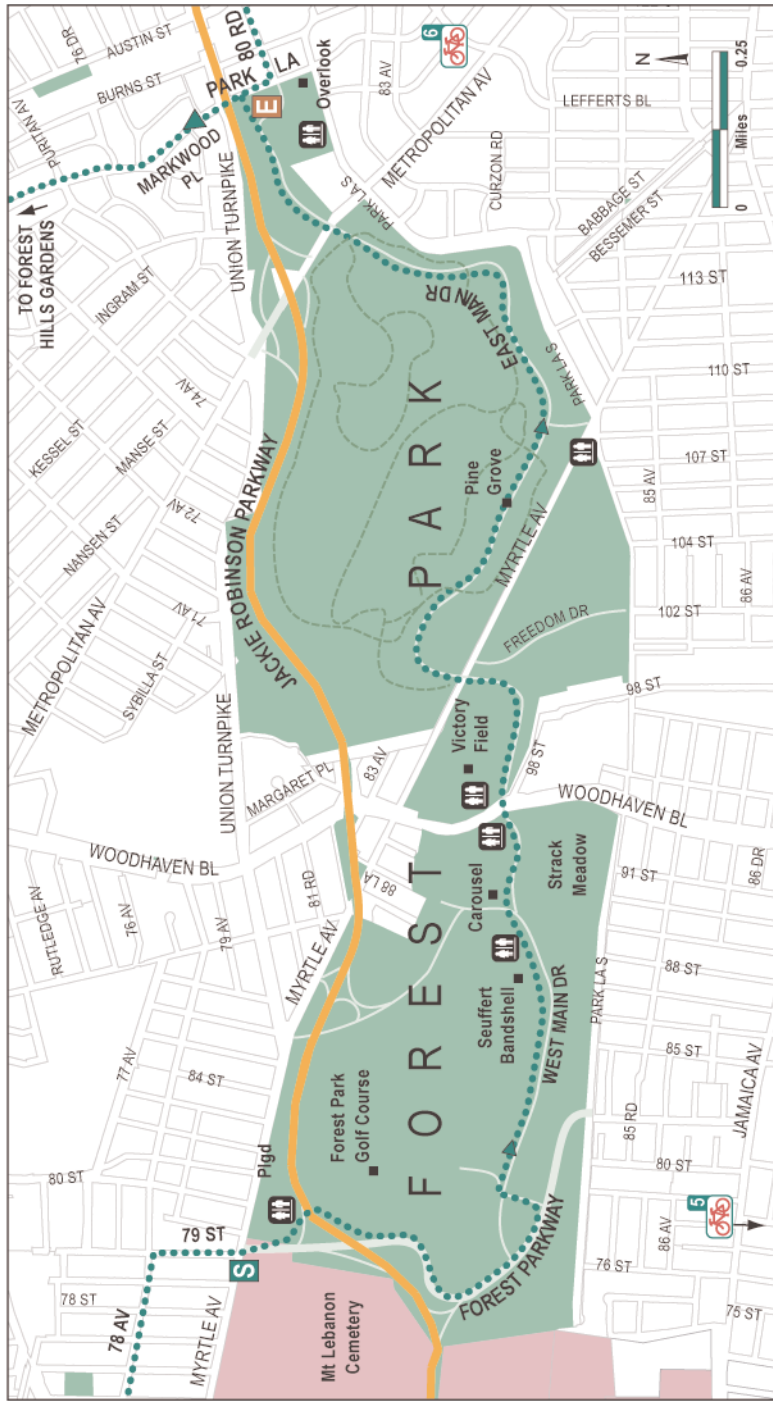 TO FOREST
HILLS GARDENS
PURITAN AV
76 DR
AUSTIN ST
BURNS ST
MARKWOOD
PL
PARK LA
80 RD
E
Overlook
83 AV
6
METROPOLITAN AV
PARK LA S
LEFFERTS BL
CURZON RD
BABBAGE ST
BESSEMER ST
N
0
0.25
Miles
UNION TURNPIKE
INGRAM ST
74 AV
KESSEL ST
MANSE ST
72 AV
NANSEN ST
71 AV
METROPOLITAN AV
SYBILLA ST
UNION TURNPIKE
JACKIE ROBINSON PARKWAY
EAST MAIN DR
PARK LA S
113 ST
110 ST
107 ST
85 AV
104 ST
86 AV
102 ST
98 ST
FOREST PARK
Pine
Grove
MYRTLE AV
FREEDOM DR
Victory
Field
98 ST
MARGARET PL
83 AV
WOODHAVEN BL
WOODHAVEN BL
88 LA
81 RD
RUTLEDGE AV
76 AV
79 AV
MYRTLE AV
77 AV
84 ST
Carousel
Strack
Meadow
Seuffert
Bandshell
WEST MAIN DR
PARK LA S
91 ST
86 DR
88 ST
85 ST
85 RD
JAMAICA AV
80 ST
86 AV
76 ST
75 ST
5
Forest Park
Golf Course
FOREST PARKWAY
Plgd
80 ST
79 ST
S
78 ST
78 AV
MYRTLE AV
Mt Lebanon
Cemetery